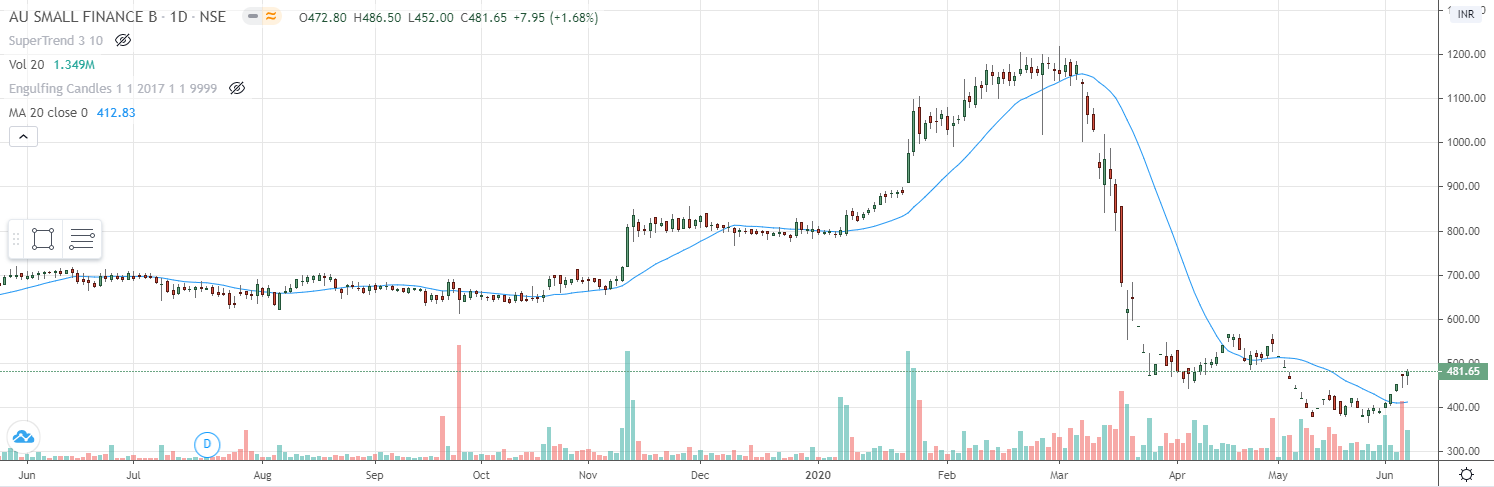 AU SMALL FINANCE B · 1D · NSE O472.80 H486.50 L452.00 C481.65 +7.95 (+1.68%)
SuperTrend 3 10
Vol 20 1.349M
Engulfing Candles 1 1 2017 1 1 9999
MA 20 close 0 412.83
INR
1200.00
1100.00
1000.00
900.00
800.00
700.00
600.00
500.00
481.65
400.00
300.00
D
Jun Jul Aug Sep Oct Nov Dec 2020 Feb Mar Apr May Jun